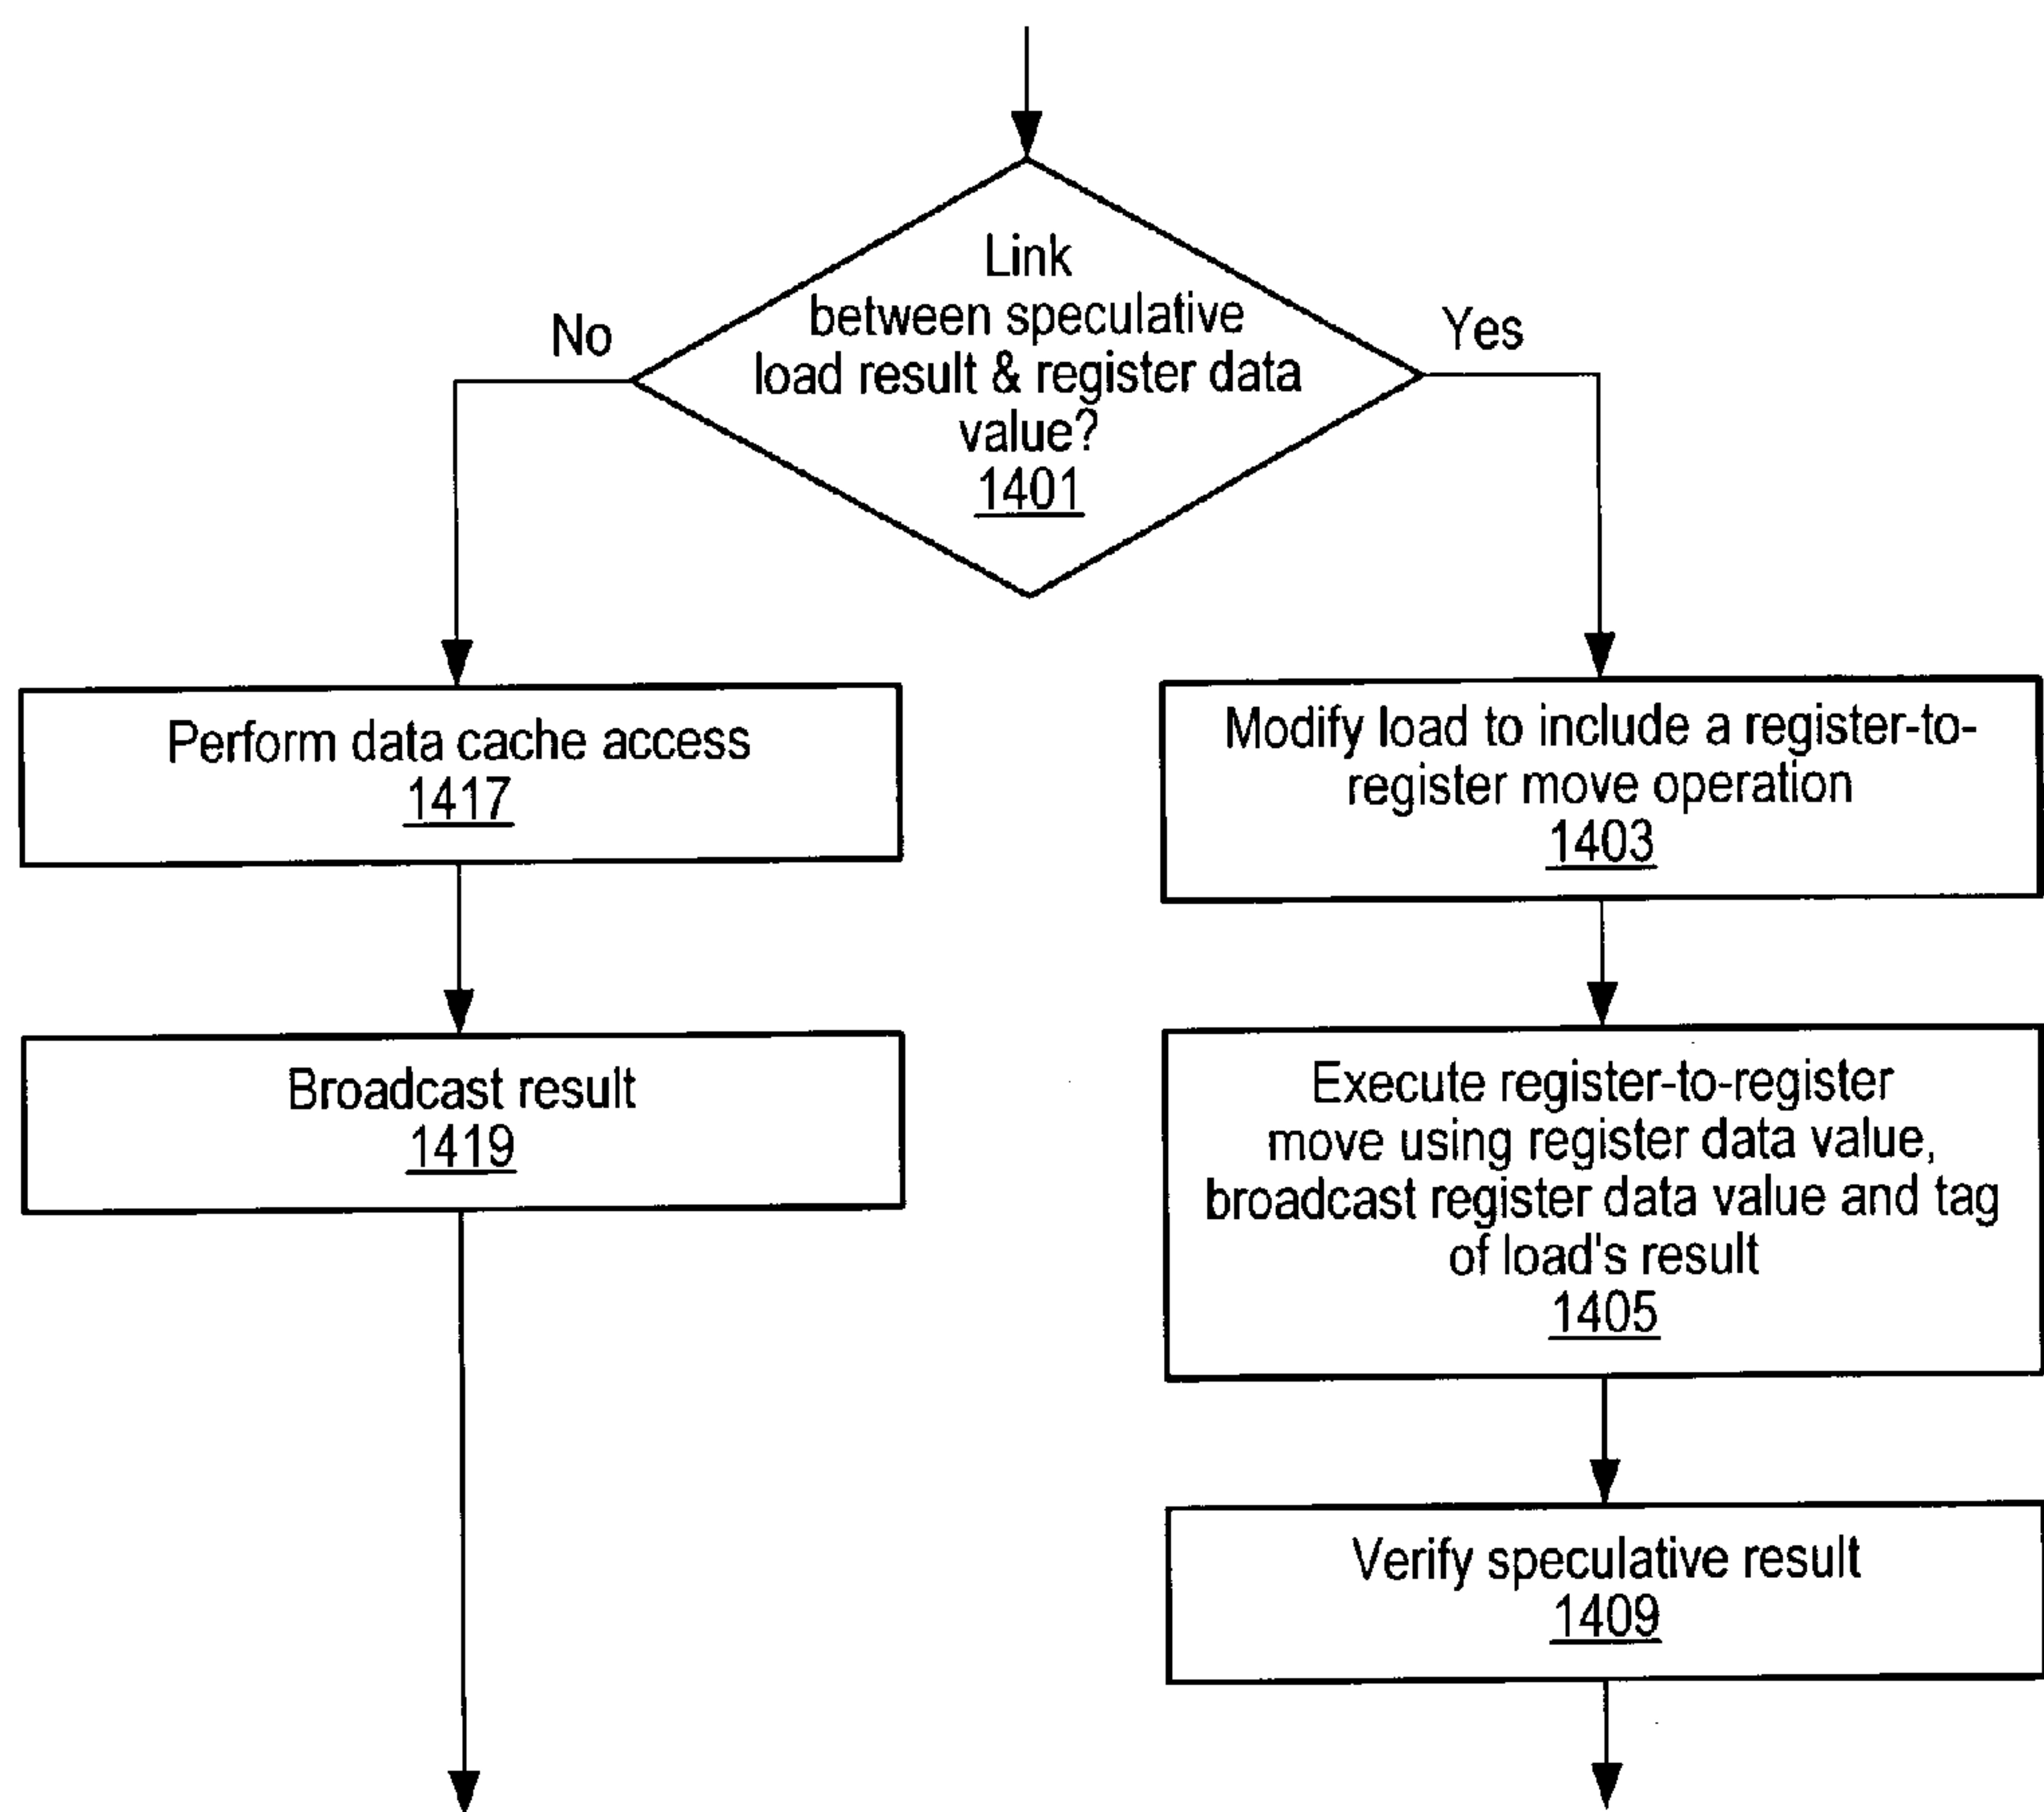 Link
between speculative
load result & register data
value?
1401
No
Yes
Perform data cache access
1417
Modify load to include a register-to-
register move operation
1403
Broadcast result
1419
Execute register-to-register
move using register data value,
broadcast register data value and tag
of load's result
1405
Verify speculative result
1409